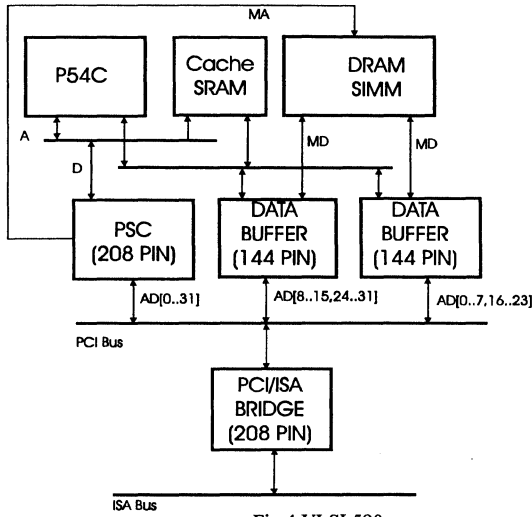 MA
P54C
Cache
SRAM
DRAM
SIMM
A
MD
MD
D
PSC
(208 PIN)
DATA
BUFFER
(144 PIN)
DATA
BUFFER
(144 PIN)
AD[0..31]
AD[8..15,24..31]
AD[0..7,16..23]
PCI Bus
PCI/ISA
BRIDGE
(208 PIN)
ISA Bus